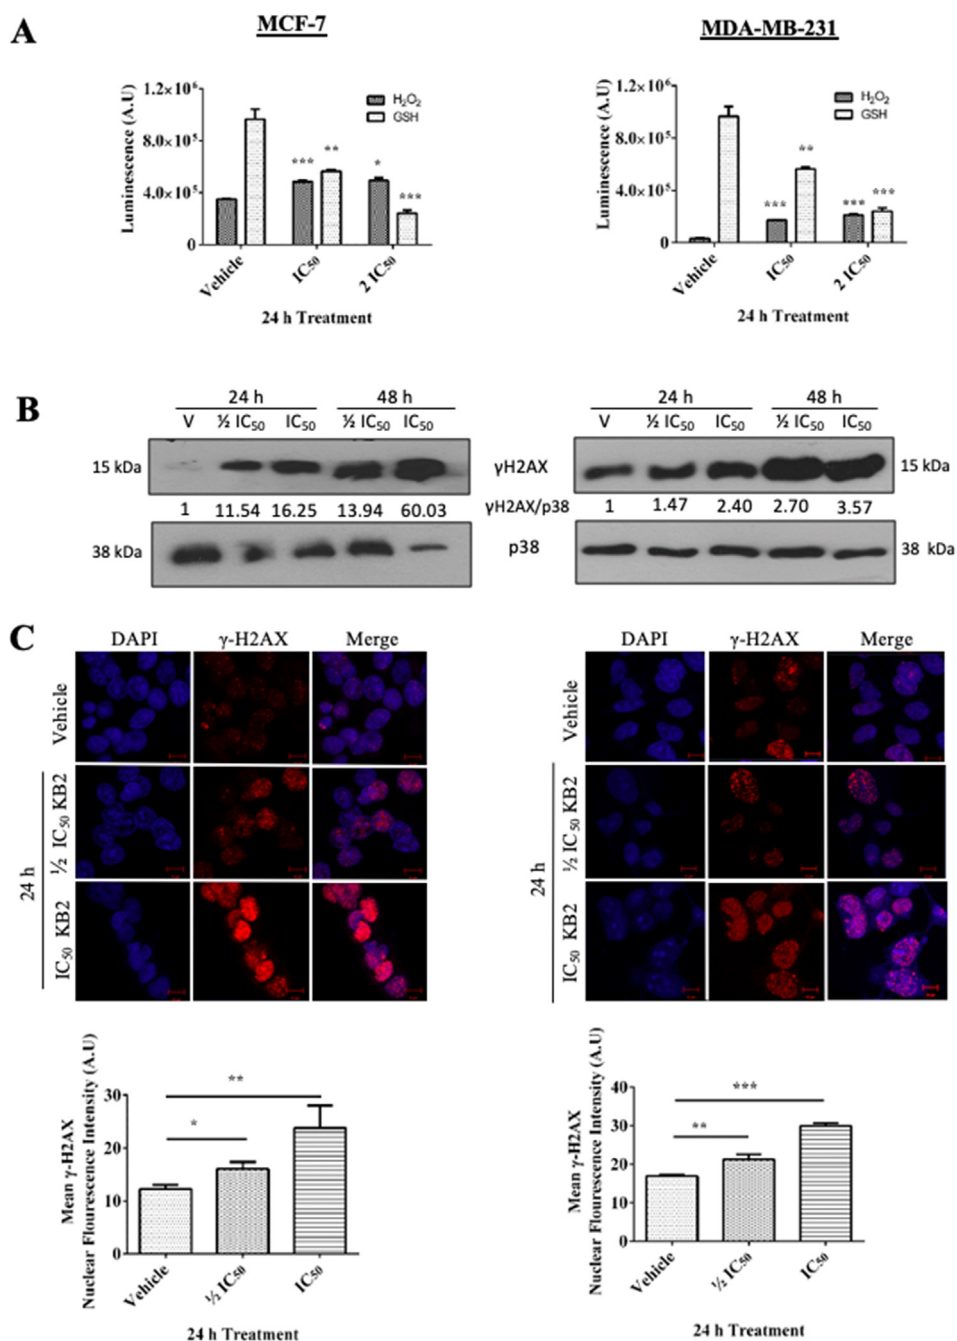 A
MCF-7
MDA-MB-231
Luminescence (A.U)
1.2×10⁶
8.0×10⁵
4.0×10⁵
0
H₂O₂
GSH
***
**
*
***
Vehicle
IC₅₀
2 IC₅₀
24 h Treatment
Luminescence (A.U)
1.2×10⁶
8.0×10⁵
4.0×10⁵
0
H₂O₂
GSH
***
**
***
***
Vehicle
IC₅₀
2 IC₅₀
24 h Treatment
B
24 h 48 h
V ½ IC₅₀ IC₅₀ ½ IC₅₀ IC₅₀
24 h 48 h
V ½ IC₅₀ IC₅₀ ½ IC₅₀ IC₅₀
15 kDa γH2AX 15 kDa
1 11.54 16.25 13.94 60.03 γH2AX/p38 1 1.47 2.40 2.70 3.57
38 kDa p38 38 kDa
C
DAPI γ-H2AX Merge
Vehicle
24 h
½ IC₅₀ KB2
IC₅₀ KB2
DAPI γ-H2AX Merge
Vehicle
24 h
½ IC₅₀ KB2
IC₅₀ KB2
Mean γ-H2AX
Nuclear Flourescence Intensity (A.U)
30
20
10
0
**
*
Vehicle
½ IC₅₀
IC₅₀
24 h Treatment
Mean γ-H2AX
Nuclear Flourescence Intensity (A.U)
40
30
20
10
0
***
**
Vehicle
½ IC₅₀
IC₅₀
24 h Treatment